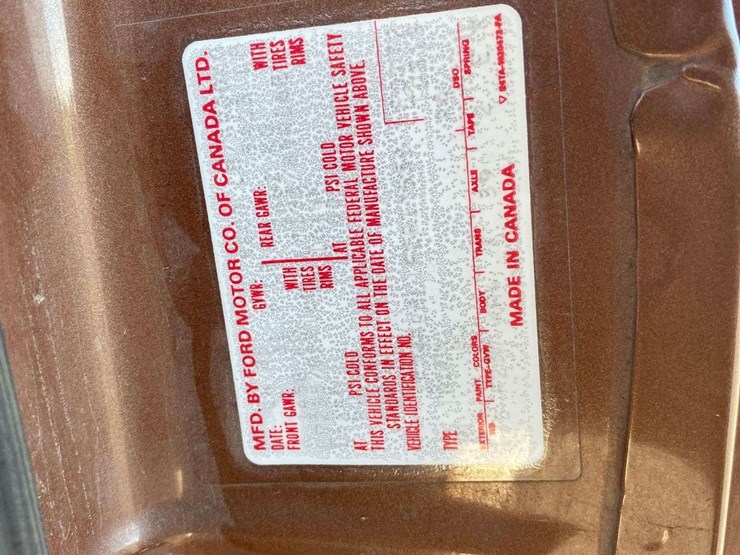 MFD. BY FORD MOTOR CO. OF CANADA LTD.
DATE: GVWR:
FRONT GAWR: REAR GAWR:
WITH TIRES RIMS WITH TIRES RIMS
AT PSI COLD AT PSI COLD
THIS VEHICLE CONFORMS TO ALL APPLICABLE FEDERAL MOTOR VEHICLE SAFETY
STANDARDS IN EFFECT ON THE DATE OF MANUFACTURE SHOWN ABOVE.
VEHICLE IDENTIFICATION NO.
TYPE
EXTERIOR PAINT COLORS DSO
TYPE-GVW BODY TRANS AXLE TAPE SPRING
MADE IN CANADA